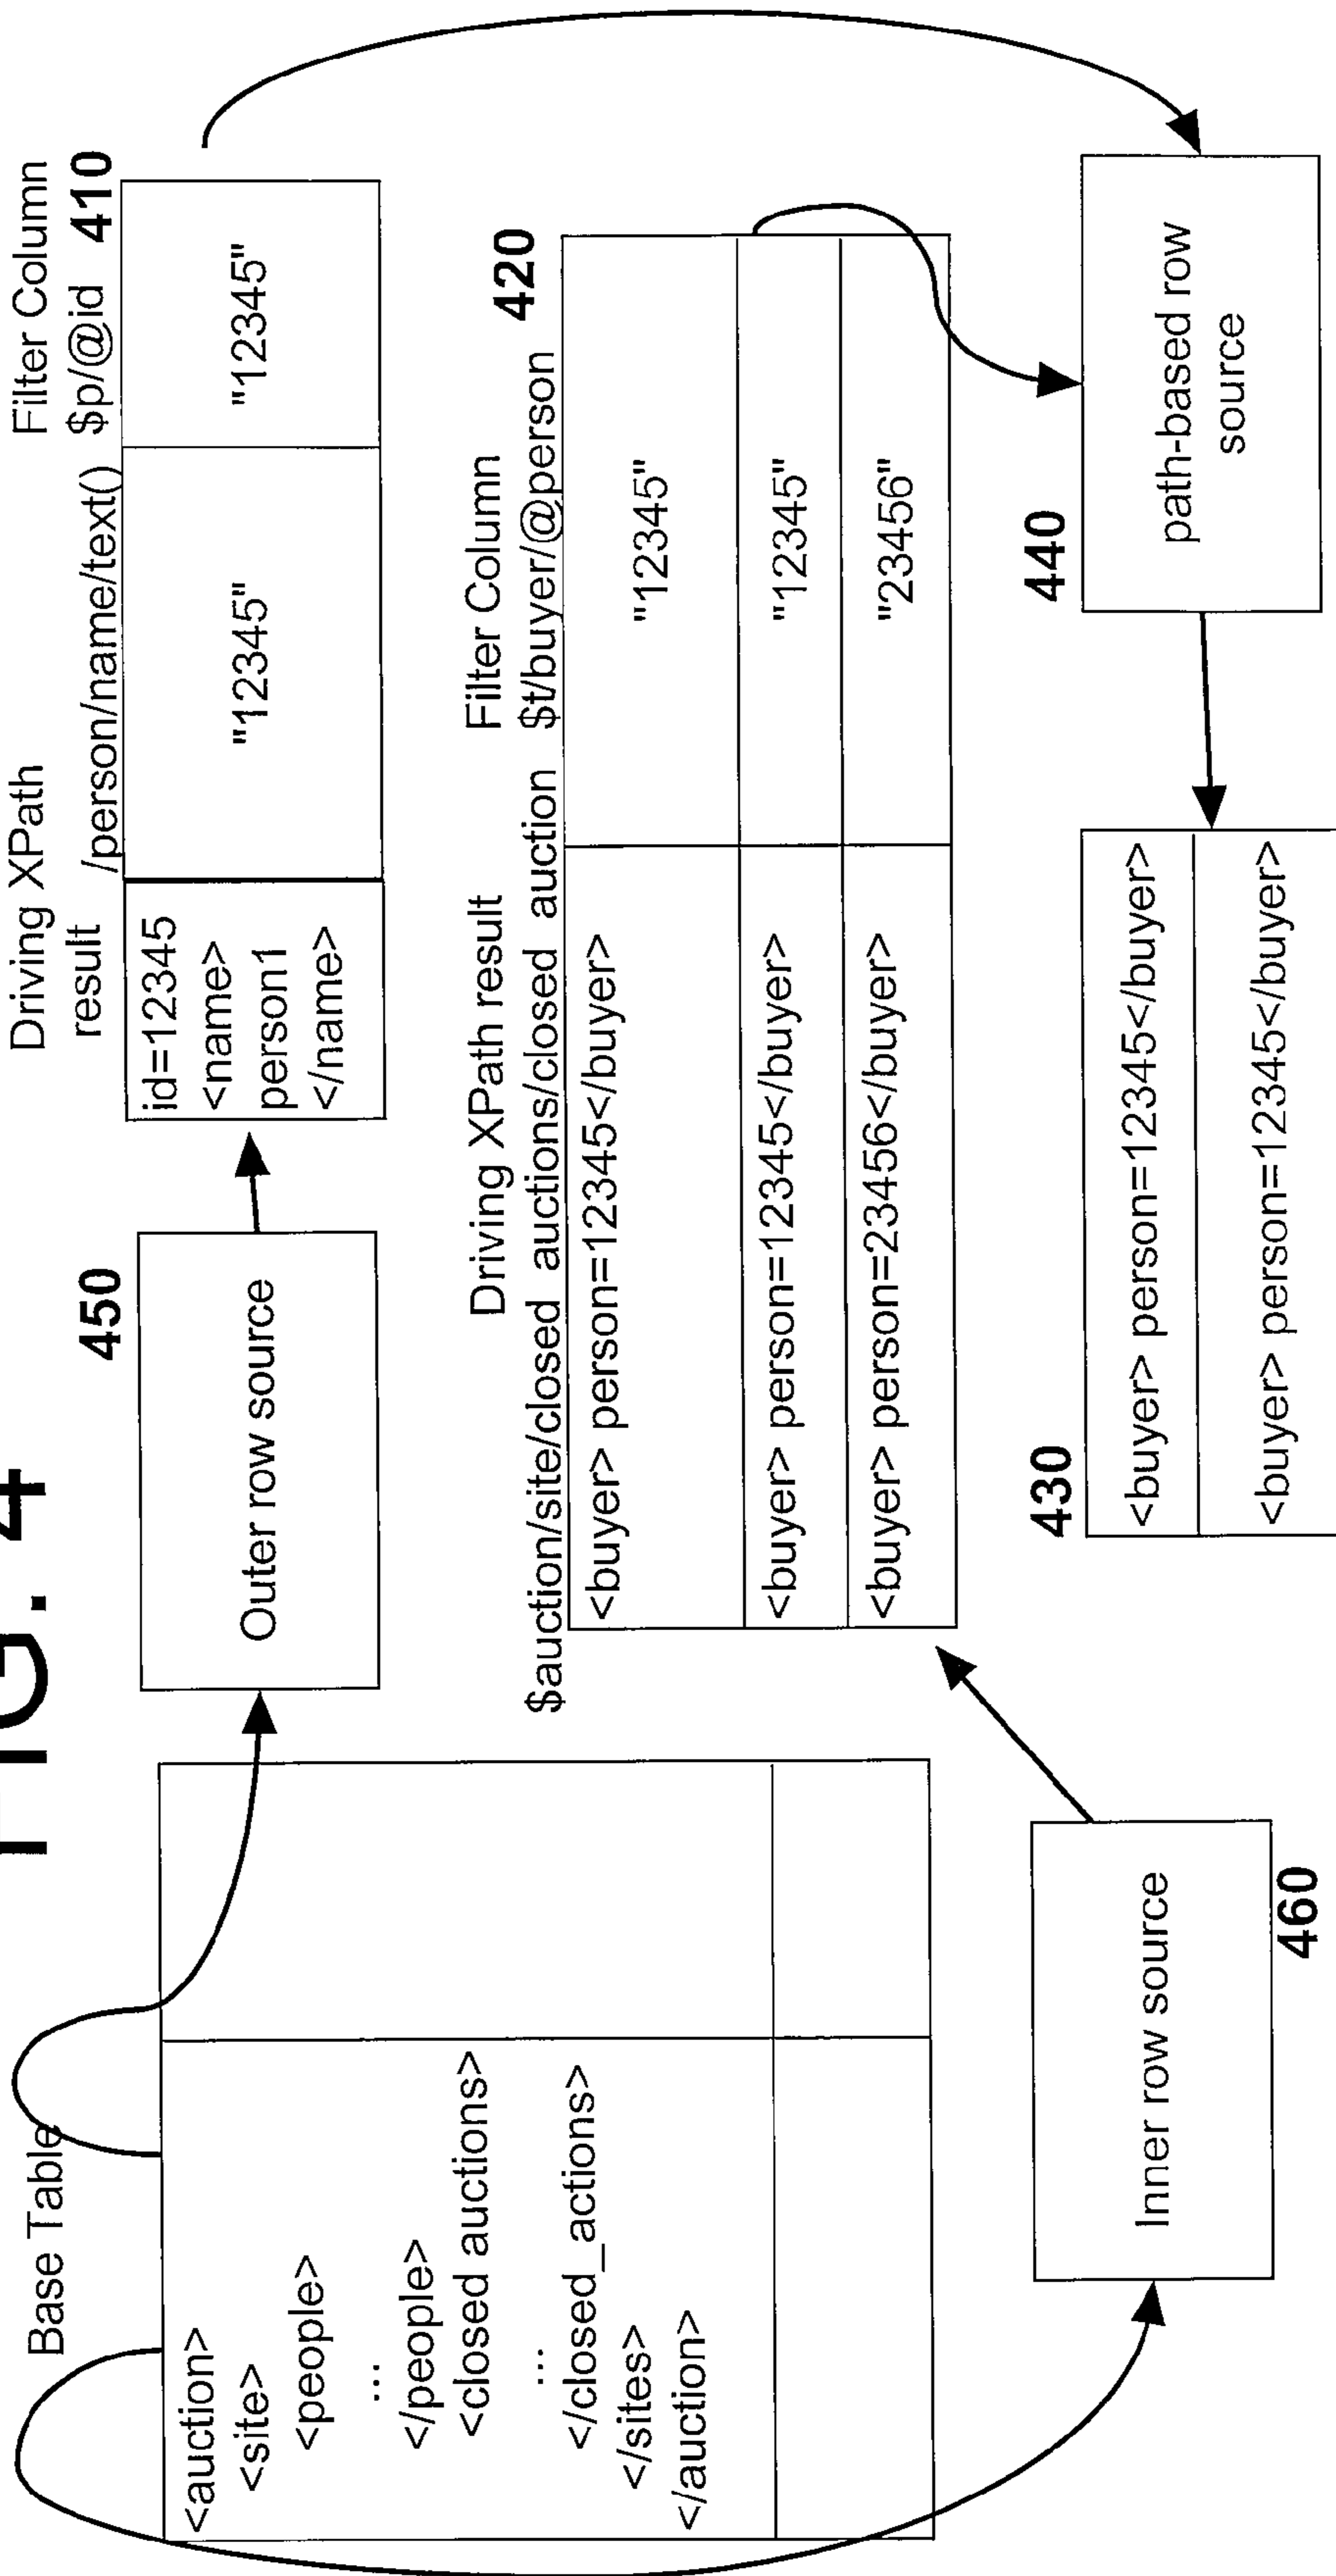 FIG. 4
Base Table
<auction>
<site>
<people>
...
</people>
<closed auctions>
...
</closed_actions>
</sites>
</auction>
450
Outer row source
Driving XPath
result
/person/name/text()
Filter Column
$p/@id 410
id=12345
<name>
person1
</name>
"12345"
"12345"
Driving XPath result
$auction/site/closed auctions/closed auction
Filter Column
$t/buyer/@person
420
<buyer> person=12345</buyer>
"12345"
<buyer> person=12345</buyer>
"12345"
<buyer> person=23456</buyer>
"23456"
Inner row source
460
430
<buyer> person=12345</buyer>
<buyer> person=12345</buyer>
440
path-based row
source